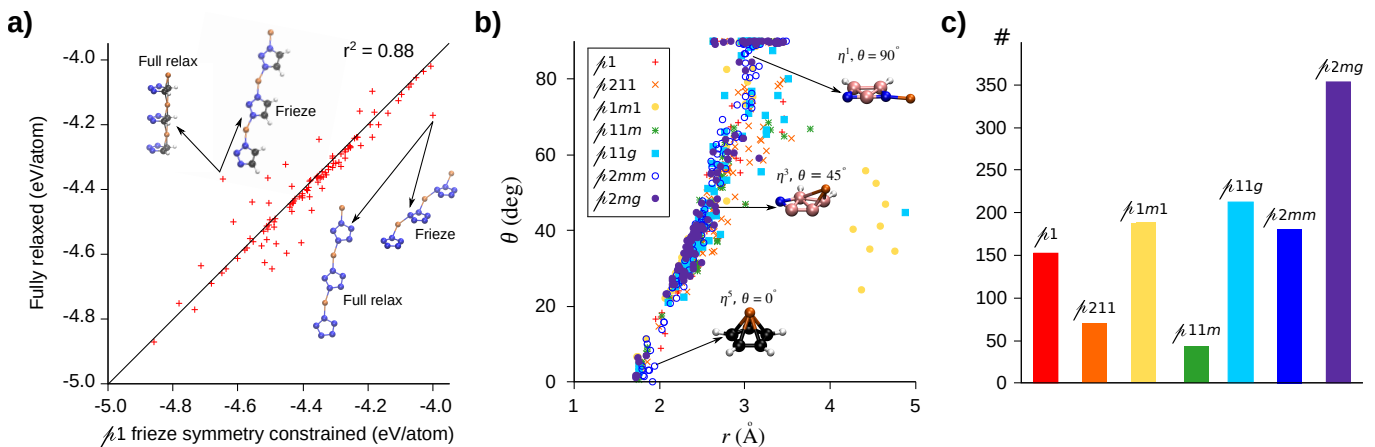 a)
Full relax
r² = 0.88
Frieze
Frieze
Full relax
-4.0
-4.2
-4.4
-4.6
-4.8
-5.0
-5.0 -4.8 -4.6 -4.4 -4.2 -4.0
Fully relaxed (eV/atom)
𝓅1 frieze symmetry constrained (eV/atom)
b)
𝓅1
𝓅211
𝓅1m1
𝓅11m
𝓅11g
𝓅2mm
𝓅2mg
η¹, θ = 90°
η³, θ = 45°
η⁵, θ = 0°
80
60
40
20
0
1 2 3 4 5
θ (deg)
r (Å)
c)
#
350
300
250
200
150
100
50
0
𝓅1
𝓅211
𝓅1m1
𝓅11m
𝓅11g
𝓅2mm
𝓅2mg